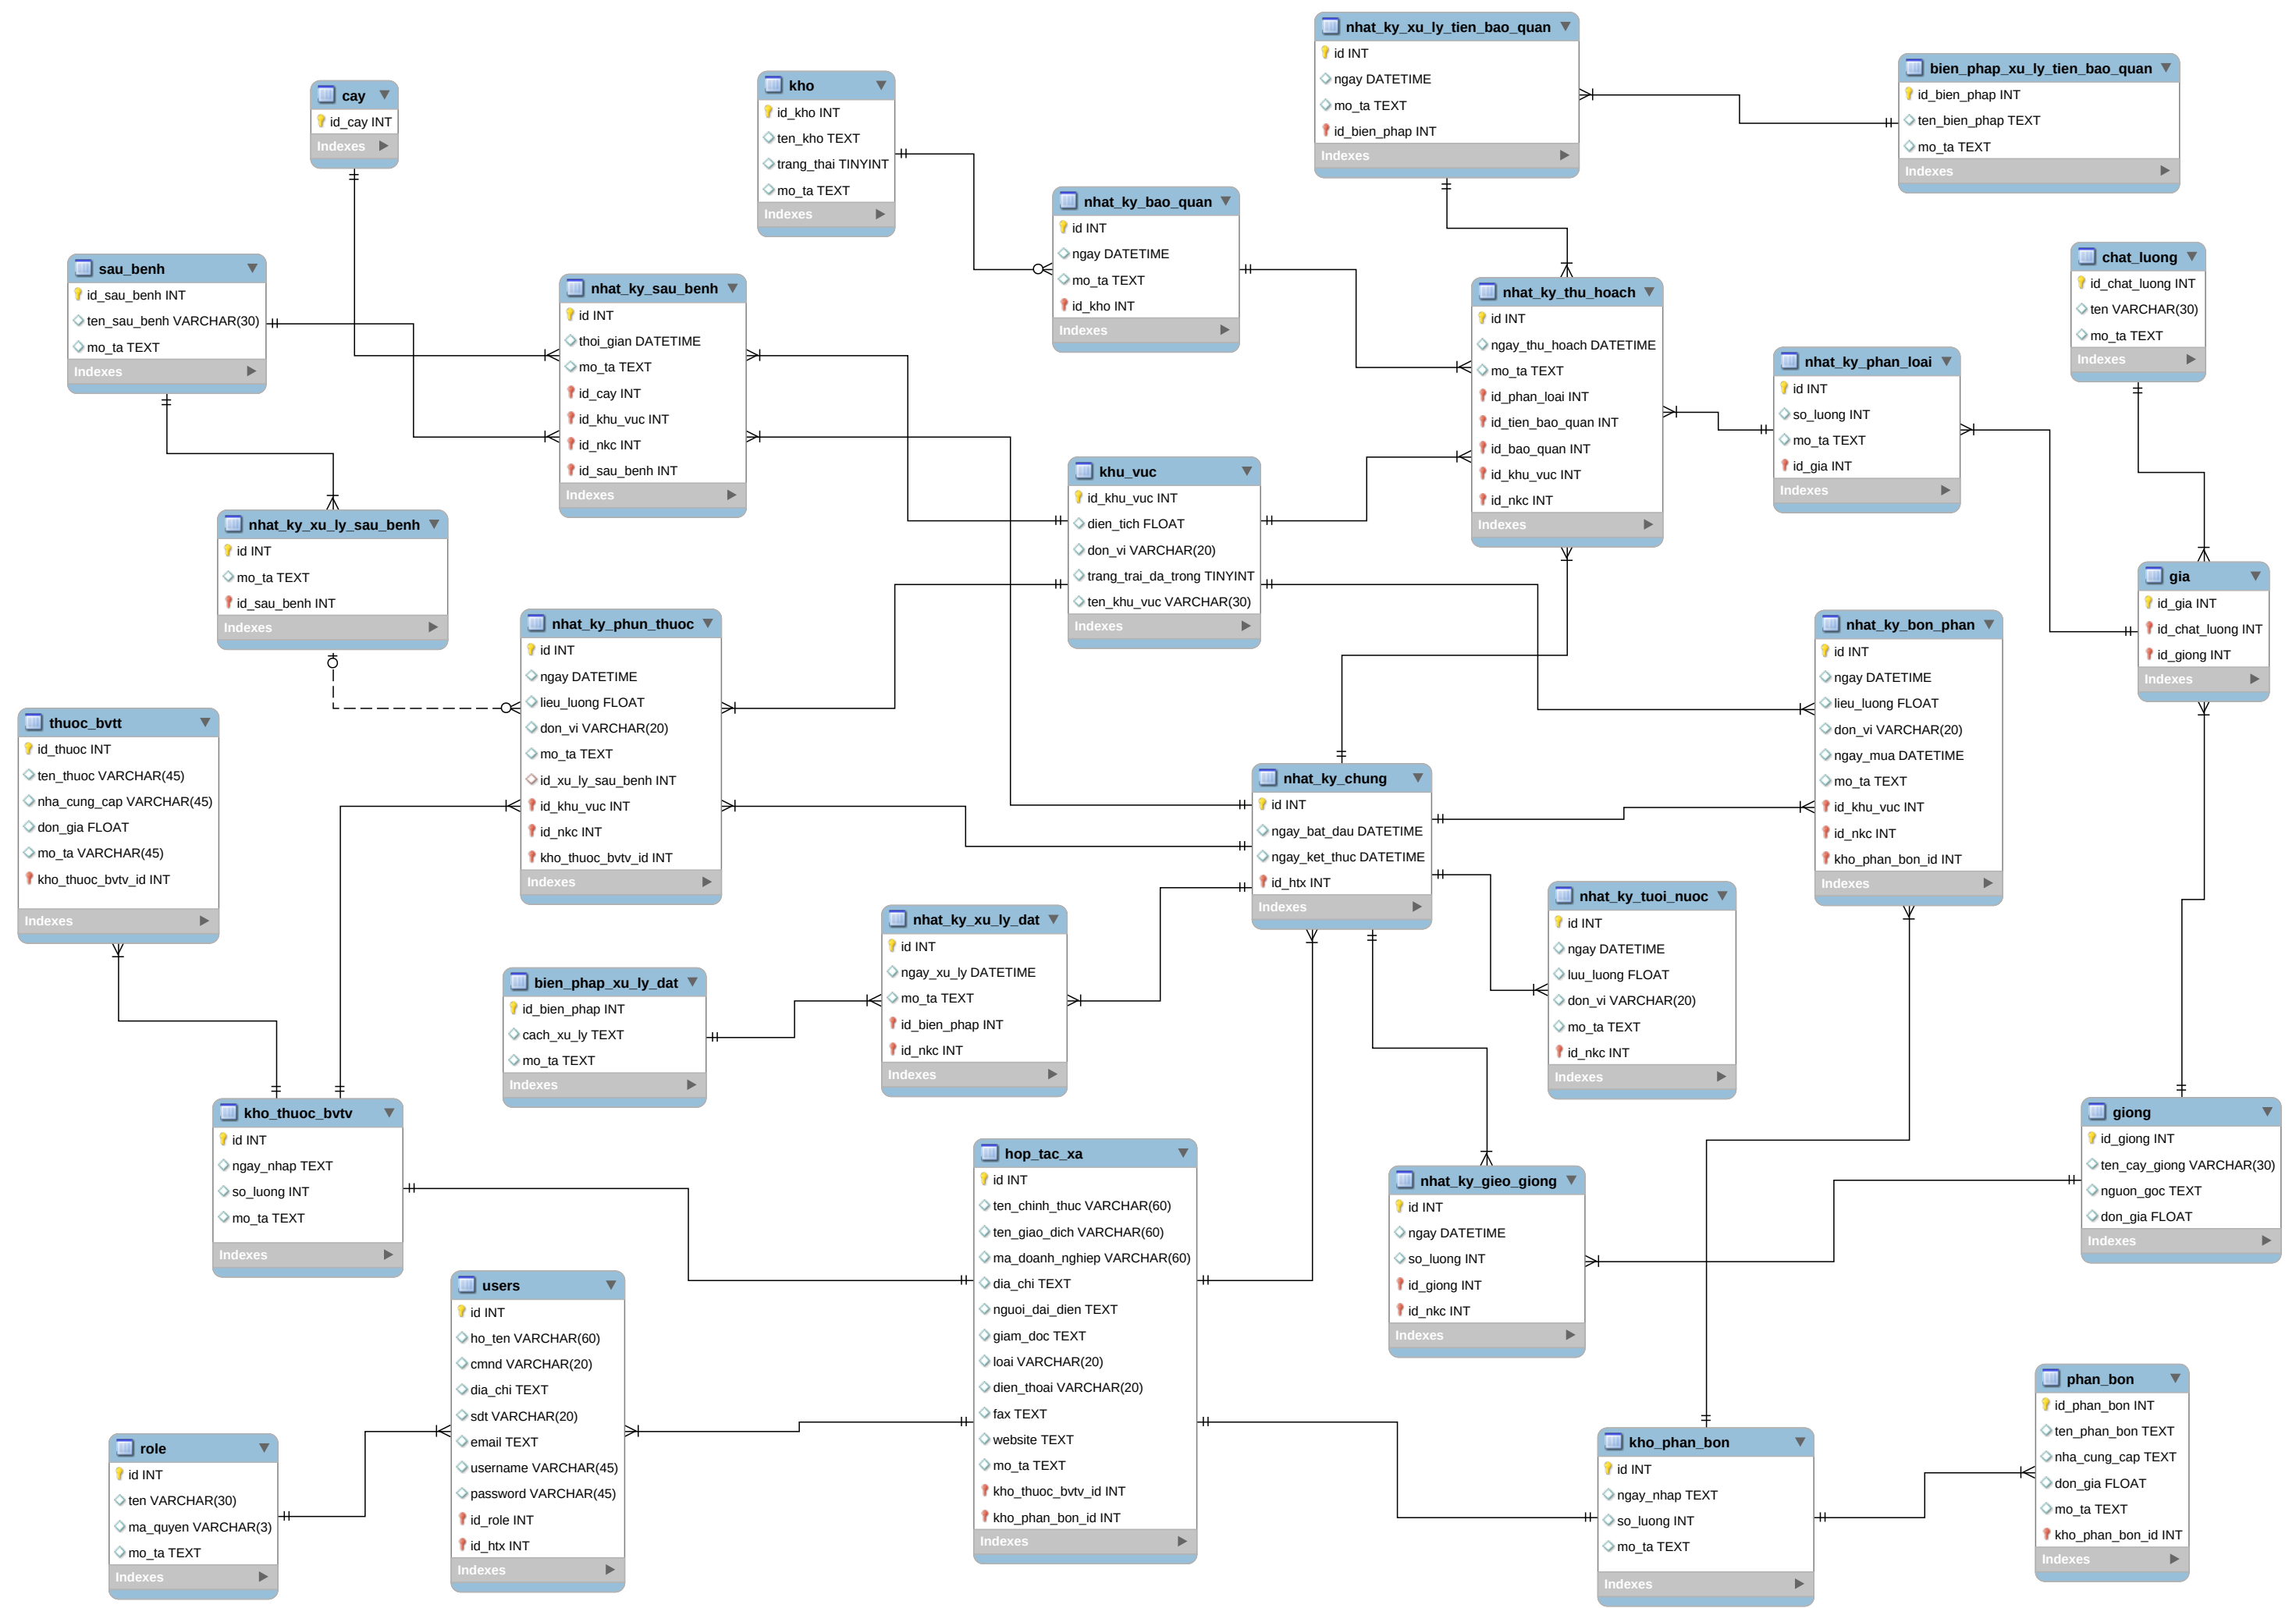 nhat_ky_xu_ly_tien_bao_quan
id INT
ngay DATETIME
mo_ta TEXT
id_bien_phap INT
Indexes
bien_phap_xu_ly_tien_bao_quan
id_bien_phap INT
ten_bien_phap TEXT
mo_ta TEXT
Indexes
kho
id_kho INT
ten_kho TEXT
trang_thai TINYINT
mo_ta TEXT
Indexes
cay
id_cay INT
Indexes
nhat_ky_bao_quan
id INT
ngay DATETIME
mo_ta TEXT
id_kho INT
Indexes
chat_luong
id_chat_luong INT
ten VARCHAR(30)
mo_ta TEXT
Indexes
sau_benh
id_sau_benh INT
ten_sau_benh VARCHAR(30)
mo_ta TEXT
Indexes
nhat_ky_sau_benh
id INT
thoi_gian DATETIME
mo_ta TEXT
id_cay INT
id_khu_vuc INT
id_nkc INT
id_sau_benh INT
Indexes
nhat_ky_thu_hoach
id INT
ngay_thu_hoach DATETIME
mo_ta TEXT
id_phan_loai INT
id_tien_bao_quan INT
id_bao_quan INT
id_khu_vuc INT
id_nkc INT
Indexes
nhat_ky_phan_loai
id INT
so_luong INT
mo_ta TEXT
id_gia INT
Indexes
khu_vuc
id_khu_vuc INT
dien_tich FLOAT
don_vi VARCHAR(20)
trang_trai_da_trong TINYINT
ten_khu_vuc VARCHAR(30)
Indexes
nhat_ky_xu_ly_sau_benh
id INT
mo_ta TEXT
id_sau_benh INT
Indexes
gia
id_gia INT
id_chat_luong INT
id_giong INT
Indexes
nhat_ky_phun_thuoc
id INT
ngay DATETIME
lieu_luong FLOAT
don_vi VARCHAR(20)
mo_ta TEXT
id_xu_ly_sau_benh INT
id_khu_vuc INT
id_nkc INT
kho_thuoc_bvtv_id INT
Indexes
nhat_ky_bon_phan
id INT
ngay DATETIME
lieu_luong FLOAT
don_vi VARCHAR(20)
ngay_mua DATETIME
mo_ta TEXT
id_khu_vuc INT
id_nkc INT
kho_phan_bon_id INT
Indexes
thuoc_bvtt
id_thuoc INT
ten_thuoc VARCHAR(45)
nha_cung_cap VARCHAR(45)
don_gia FLOAT
mo_ta VARCHAR(45)
kho_thuoc_bvtv_id INT
Indexes
nhat_ky_chung
id INT
ngay_bat_dau DATETIME
ngay_ket_thuc DATETIME
id_htx INT
Indexes
nhat_ky_tuoi_nuoc
id INT
ngay DATETIME
luu_luong FLOAT
don_vi VARCHAR(20)
mo_ta TEXT
id_nkc INT
Indexes
nhat_ky_xu_ly_dat
id INT
ngay_xu_ly DATETIME
mo_ta TEXT
id_bien_phap INT
id_nkc INT
Indexes
bien_phap_xu_ly_dat
id_bien_phap INT
cach_xu_ly TEXT
mo_ta TEXT
Indexes
kho_thuoc_bvtv
id INT
ngay_nhap TEXT
so_luong INT
mo_ta TEXT
Indexes
giong
id_giong INT
ten_cay_giong VARCHAR(30)
nguon_goc TEXT
don_gia FLOAT
Indexes
hop_tac_xa
id INT
ten_chinh_thuc VARCHAR(60)
ten_giao_dich VARCHAR(60)
ma_doanh_nghiep VARCHAR(60)
dia_chi TEXT
nguoi_dai_dien TEXT
giam_doc TEXT
loai VARCHAR(20)
dien_thoai VARCHAR(20)
fax TEXT
website TEXT
mo_ta TEXT
kho_thuoc_bvtv_id INT
kho_phan_bon_id INT
Indexes
nhat_ky_gieo_giong
id INT
ngay DATETIME
so_luong INT
id_giong INT
id_nkc INT
Indexes
users
id INT
ho_ten VARCHAR(60)
cmnd VARCHAR(20)
dia_chi TEXT
sdt VARCHAR(20)
email TEXT
username VARCHAR(45)
password VARCHAR(45)
id_role INT
id_htx INT
Indexes
role
id INT
ten VARCHAR(30)
ma_quyen VARCHAR(3)
mo_ta TEXT
Indexes
kho_phan_bon
id INT
ngay_nhap TEXT
so_luong INT
mo_ta TEXT
Indexes
phan_bon
id_phan_bon INT
ten_phan_bon TEXT
nha_cung_cap TEXT
don_gia FLOAT
mo_ta TEXT
kho_phan_bon_id INT
Indexes